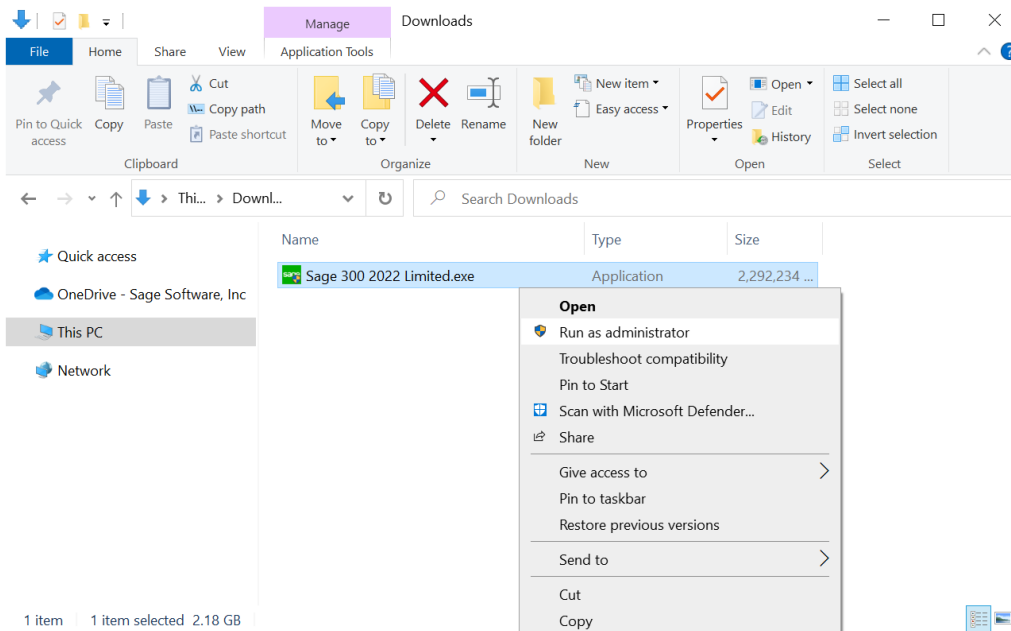 Manage
Downloads
File
Home
Share
View
Application Tools
?
Pin to Quick access
Copy
Paste
Cut
Copy path
Paste shortcut
Clipboard
Move to
Copy to
Delete
Rename
Organize
New folder
New item
Easy access
New
Properties
Open
Edit
History
Open
Select all
Select none
Invert selection
Select
Thi...
Downl...
Search Downloads
Quick access
OneDrive - Sage Software, Inc
This PC
Network
Name
Type
Size
sage
Sage 300 2022 Limited.exe
Application
2,292,234 ...
Open
Run as administrator
Troubleshoot compatibility
Pin to Start
Scan with Microsoft Defender...
Share
Give access to
Pin to taskbar
Restore previous versions
Send to
Cut
Copy
1 item
1 item selected 2.18 GB